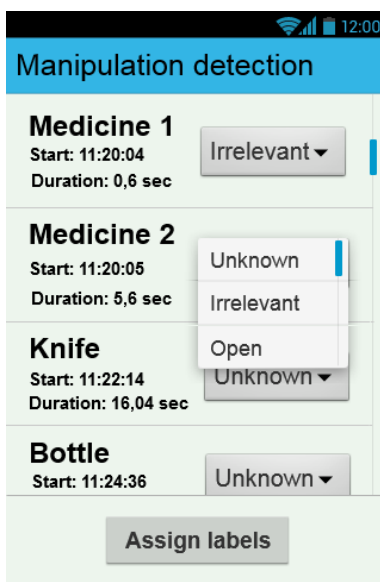 12:00
Manipulation detection
Medicine 1
Start: 11:20:04
Irrelevant
Duration: 0,6 sec
Medicine 2
Start: 11:20:05
Unknown
Duration: 5,6 sec
Irrelevant
Open
Knife
Start: 11:22:14
Unknown
Duration: 16,04 sec
Bottle
Start: 11:24:36
Unknown
Assign labels